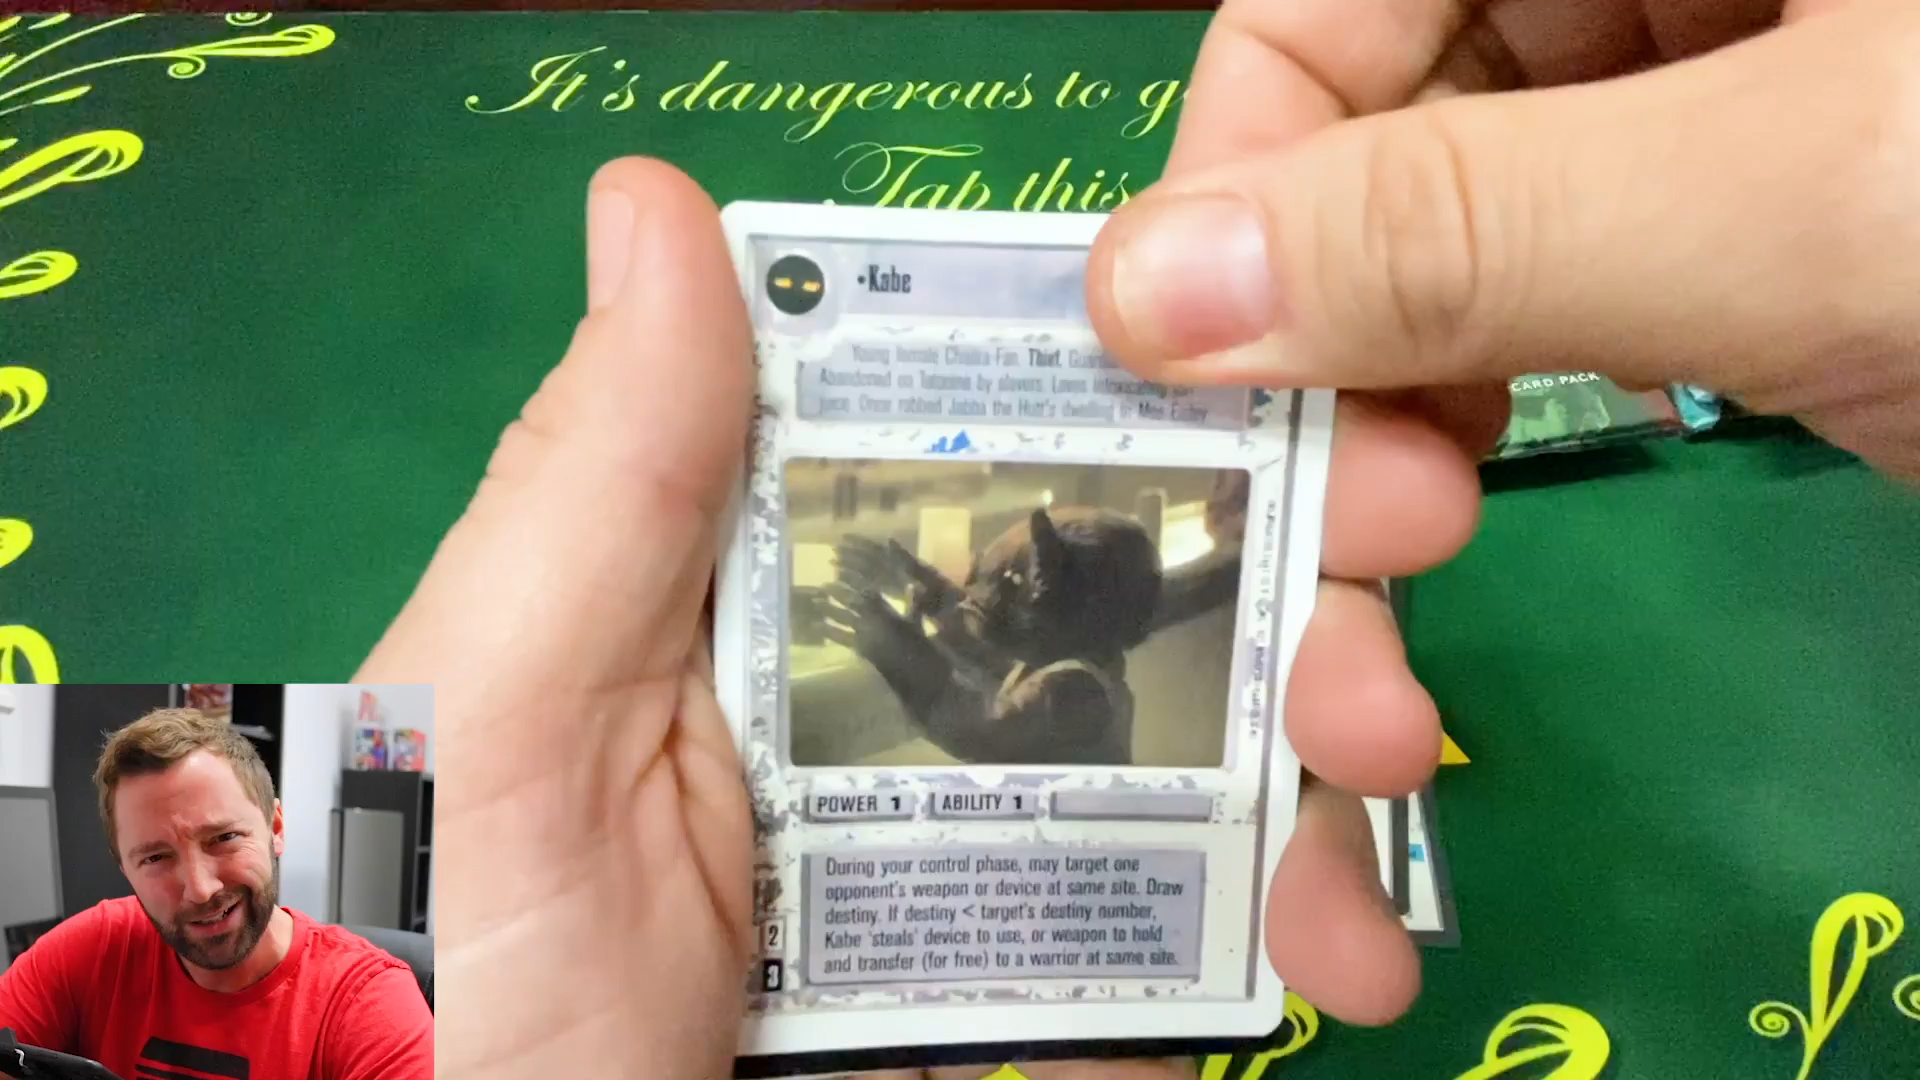 It's dangerous to g
Tap this
•Kabe
Young female Chadra-Fan. Thief.
Abandoned on Tatooine by slavers. Loves intoxicating
juice. Once robbed Jabba the Hutt's dwelling in Mos Eisley
CARD PACK
POWER 1
ABILITY 1
During your control phase, may target one
opponent's weapon or device at same site. Draw
destiny. If destiny < target's destiny number,
Kabe 'steals' device to use, or weapon to hold
and transfer (for free) to a warrior at same site.
2
3